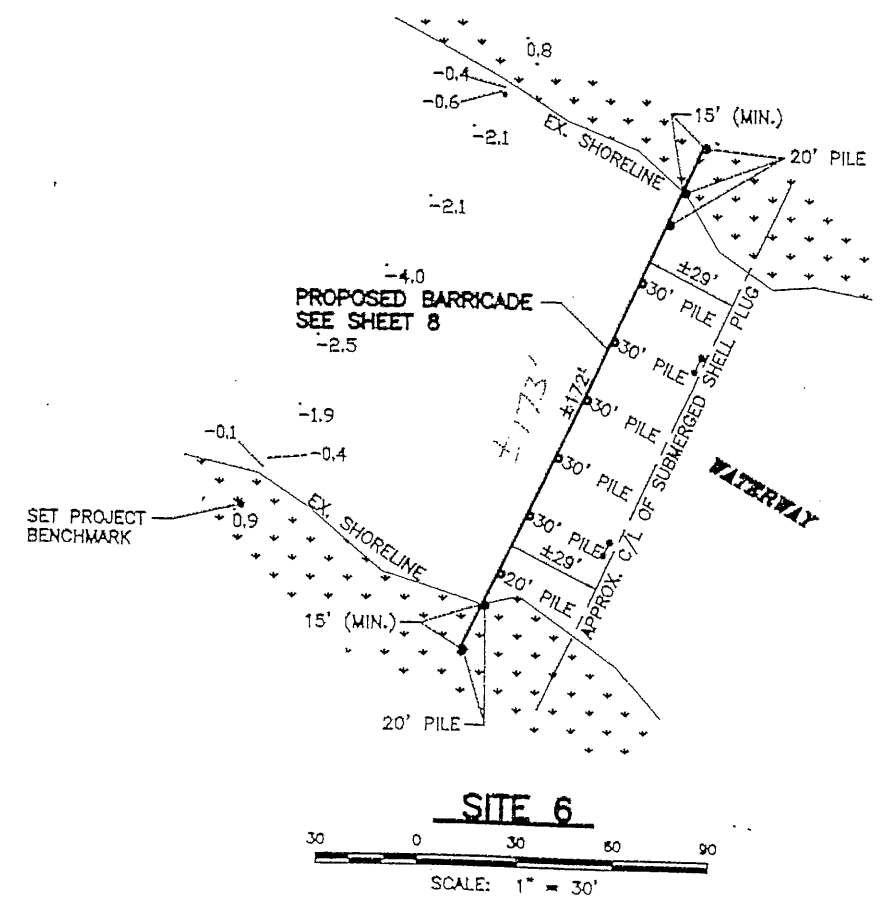 0.8
-0.4
-0.6
-2.1
15' (MIN.)
EX. SHORELINE
20' PILE
-2.1
-4.0
±29'
30' PILE
PROPOSED BARRICADE
SEE SHEET 8
-2.5
30' PILE
±172'
±173'
30' PILE
-1.9
-0.1
-0.4
30' PILE
APPROX. C/L OF SUBMERGED SHELL PLUG
WATERWAY
SET PROJECT
BENCHMARK
0.9
EX. SHORELINE
30' PILE
±29'
20' PILE
15' (MIN.)
20' PILE
SITE 6
30 0 30 60 90
SCALE: 1" = 30'